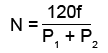 N = 120f / P₁ + P₂